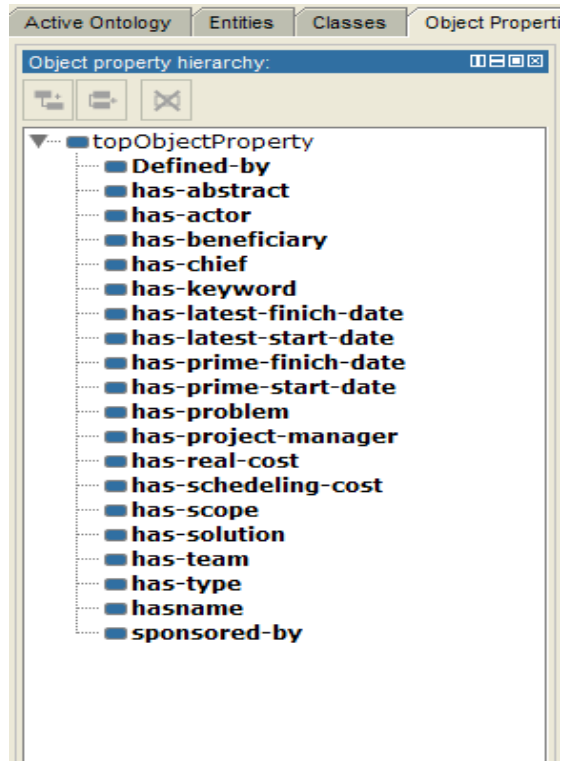 Active Ontology Entities Classes Object Properti
Object property hierarchy:
topObjectProperty
Defined-by
has-abstract
has-actor
has-beneficiary
has-chief
has-keyword
has-latest-finich-date
has-latest-start-date
has-prime-finich-date
has-prime-start-date
has-problem
has-project-manager
has-real-cost
has-schedeling-cost
has-scope
has-solution
has-team
has-type
hasname
sponsored-by